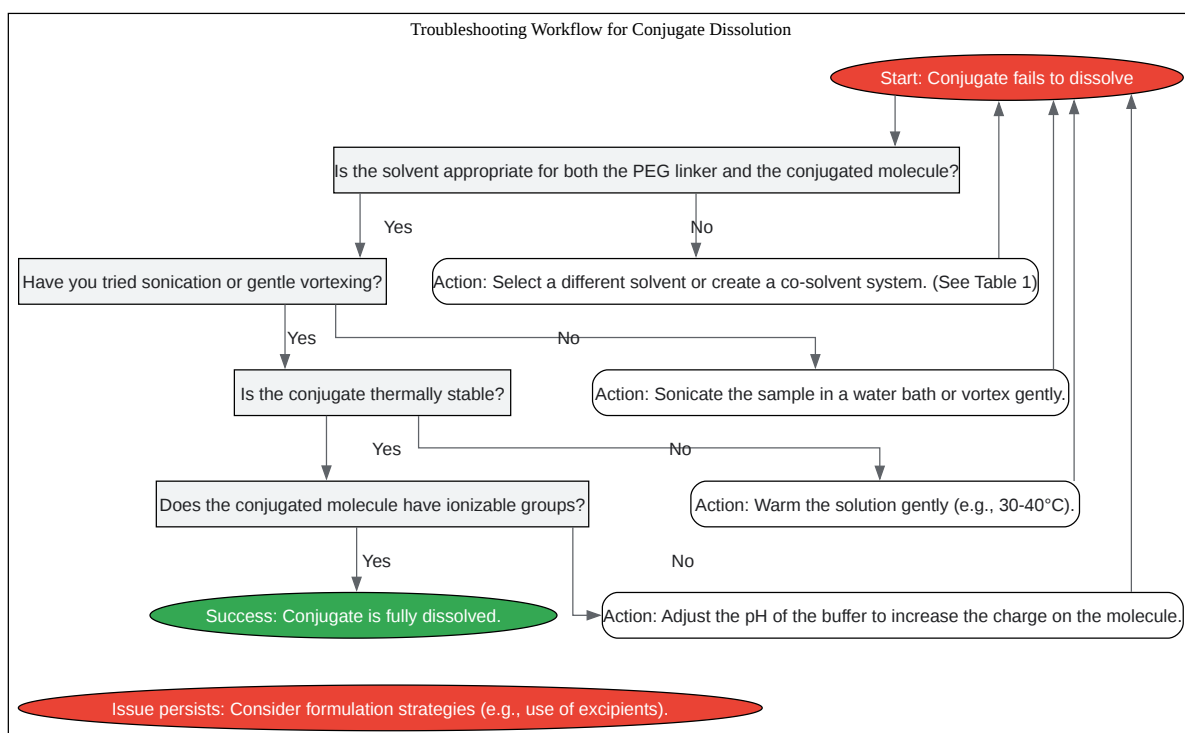 Troubleshooting Workflow for Conjugate Dissolution
Start: Conjugate fails to dissolve
Is the solvent appropriate for both the PEG linker and the conjugated molecule?
Yes
No
Have you tried sonication or gentle vortexing?
Action: Select a different solvent or create a co-solvent system. (See Table 1)
Yes
No
Is the conjugate thermally stable?
Action: Sonicate the sample in a water bath or vortex gently.
Yes
No
Does the conjugated molecule have ionizable groups?
Action: Warm the solution gently (e.g., 30-40°C).
Yes
No
Success: Conjugate is fully dissolved.
Action: Adjust the pH of the buffer to increase the charge on the molecule.
Issue persists: Consider formulation strategies (e.g., use of excipients).